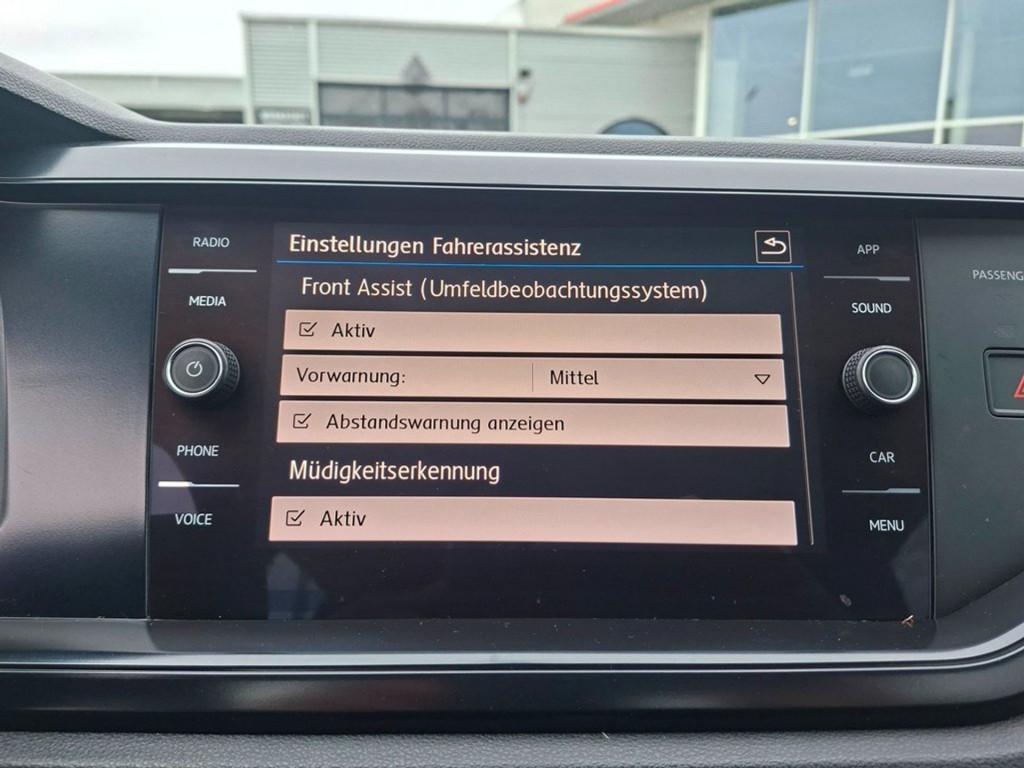 RADIO
MEDIA
PHONE
VOICE
Einstellungen Fahrerassistenz
Front Assist (Umfeldbeobachtungssystem)
Aktiv
Vorwarnung: Mittel
Abstandswarnung anzeigen
Müdigkeitserkennung
Aktiv
APP
SOUND
CAR
MENU
PASSENG